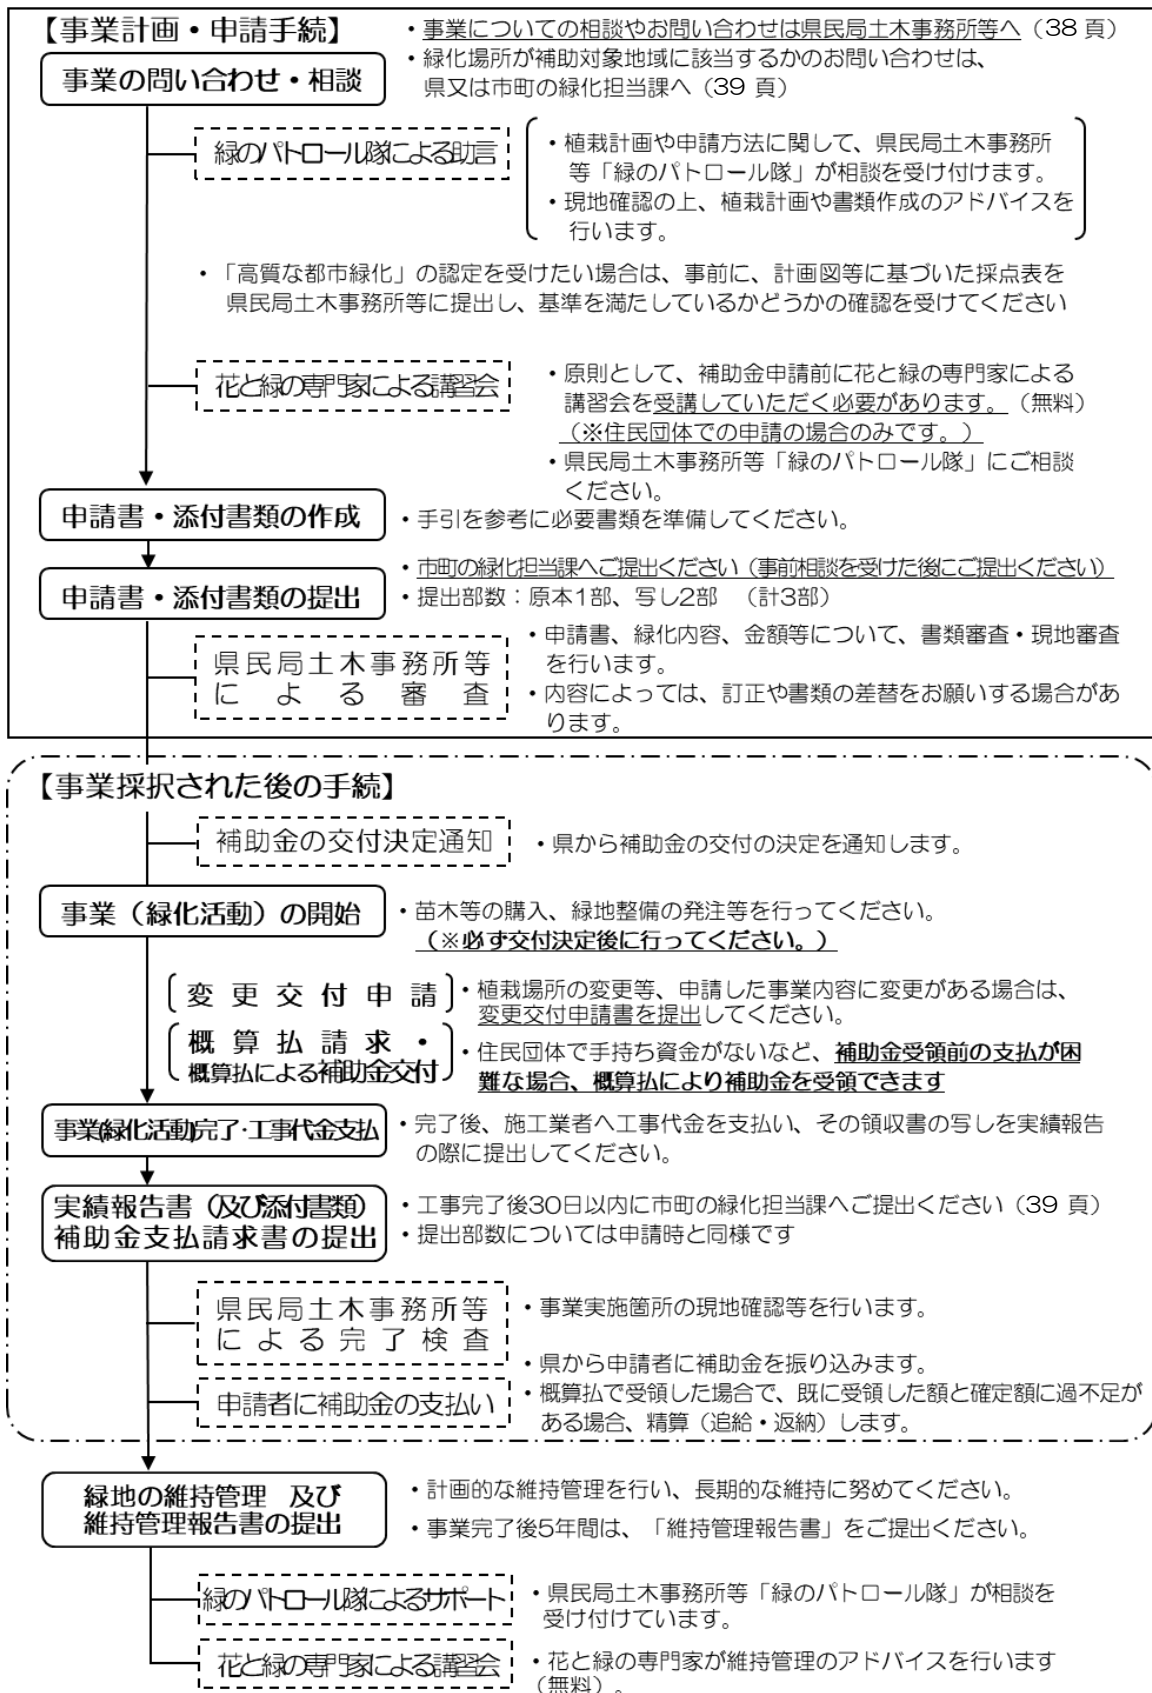 【事業計画・申請手続】
・事業についての相談やお問い合わせは県民局土木事務所等へ（38 頁）
事業の問い合わせ・相談
・緑化場所が補助対象地域に該当するかのお問い合わせは、
県又は市町の緑化担当課へ（39 頁）
緑のパトロール隊による助言
・植栽計画や申請方法に関して、県民局土木事務所
等「緑のパトロール隊」が相談を受け付けます。
・現地確認の上、植栽計画や書類作成のアドバイスを
行います。
・「高質な都市緑化」の認定を受けたい場合は、事前に、計画図等に基づいた採点表を
県民局土木事務所等に提出し、基準を満たしているかどうかの確認を受けてください
花と緑の専門家による講習会
・原則として、補助金申請前に花と緑の専門家による
講習会を受講していただく必要があります。（無料）
（※住民団体での申請の場合のみです。）
・県民局土木事務所等「緑のパトロール隊」にご相談
ください。
申請書・添付書類の作成
・手引を参考に必要書類を準備してください。
申請書・添付書類の提出
・市町の緑化担当課へご提出ください（事前相談を受けた後にご提出ください）
・提出部数：原本1部、写し2部　（計3部）
県民局土木事務所等
による審査
・申請書、緑化内容、金額等について、書類審査・現地審査
を行います。
・内容によっては、訂正や書類の差替をお願いする場合があ
ります。
【事業採択された後の手続】
補助金の交付決定通知
・県から補助金の交付の決定を通知します。
事業（緑化活動）の開始
・苗木等の購入、緑地整備の発注等を行ってください。
（※必ず交付決定後に行ってください。）
変更交付申請
・植栽場所の変更等、申請した事業内容に変更がある場合は、
変更交付申請書を提出してください。
概算払請求・
概算払による補助金交付
・住民団体で手持ち資金がないなど、補助金受領前の支払が困
難な場合、概算払により補助金を受領できます
事業(緑化活動)完了・工事代金支払
・完了後、施工業者へ工事代金を支払い、その領収書の写しを実績報告
の際に提出してください。
実績報告書（及び添付書類）
補助金支払請求書の提出
・工事完了後30日以内に市町の緑化担当課へご提出ください（39 頁）
・提出部数については申請時と同様です
県民局土木事務所等
による完了検査
・事業実施箇所の現地確認等を行います。
申請者に補助金の支払い
・県から申請者に補助金を振り込みます。
・概算払で受領した場合で、既に受領した額と確定額に過不足が
ある場合、精算（追給・返納）します。
緑地の維持管理　及び
維持管理報告書の提出
・計画的な維持管理を行い、長期的な維持に努めてください。
・事業完了後5年間は、「維持管理報告書」をご提出ください。
緑のパトロール隊によるサポート
・県民局土木事務所等「緑のパトロール隊」が相談を
受け付けています。
花と緑の専門家による講習会
・花と緑の専門家が維持管理のアドバイスを行います
（無料）。